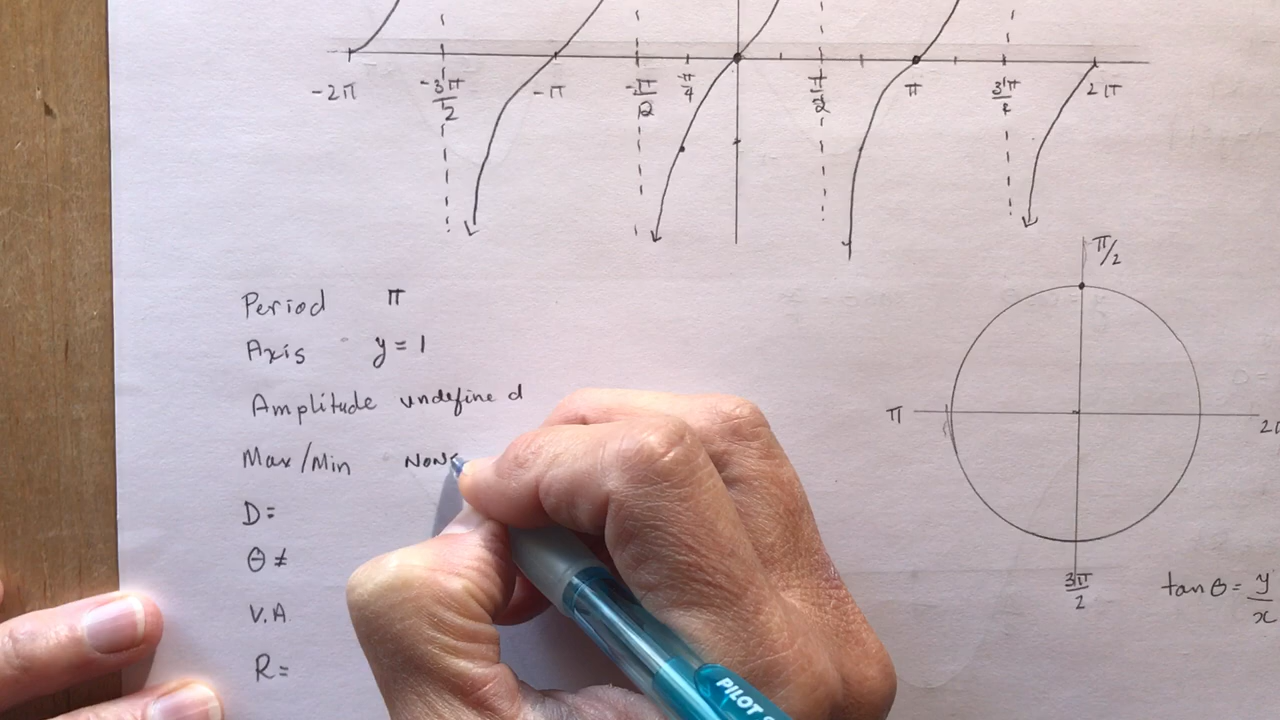 -2π -3π/2 -π -π/2 π/4 π/2 π 3π/2 2π
π/2
Period π
Axis y = 1
Amplitude undefined
π
Max/Min None
D =
θ ≠
3π/2
tan θ = y/x
V.A
R =
PILOT